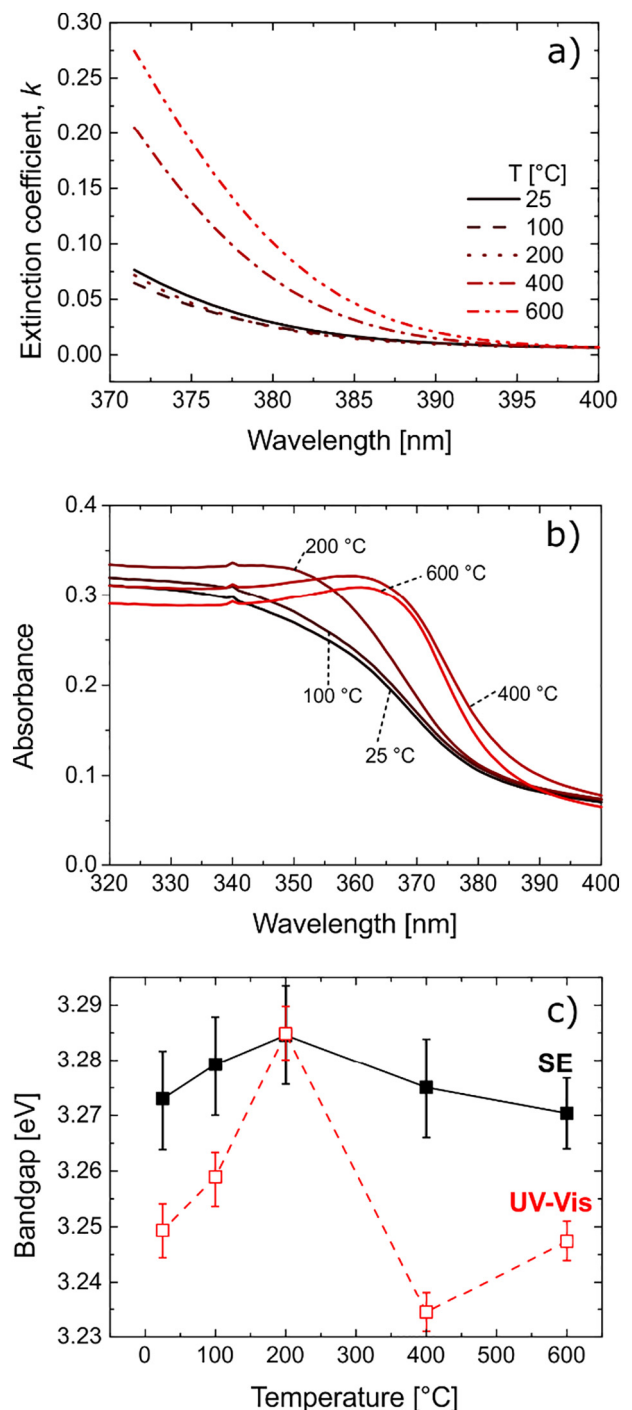 a)
0.30
0.25
0.20
0.15
0.10
0.05
0.00
Extinction coefficient, k
T [°C]
25
100
200
400
600
370 375 380 385 390 395 400
Wavelength [nm]
b)
0.4
0.3
0.2
0.1
0.0
Absorbance
200 °C
600 °C
400 °C
100 °C
25 °C
320 330 340 350 360 370 380 390 400
Wavelength [nm]
c)
3.29
3.28
3.27
3.26
3.25
3.24
3.23
Bandgap [eV]
SE
UV-Vis
0 100 200 300 400 500 600
Temperature [°C]